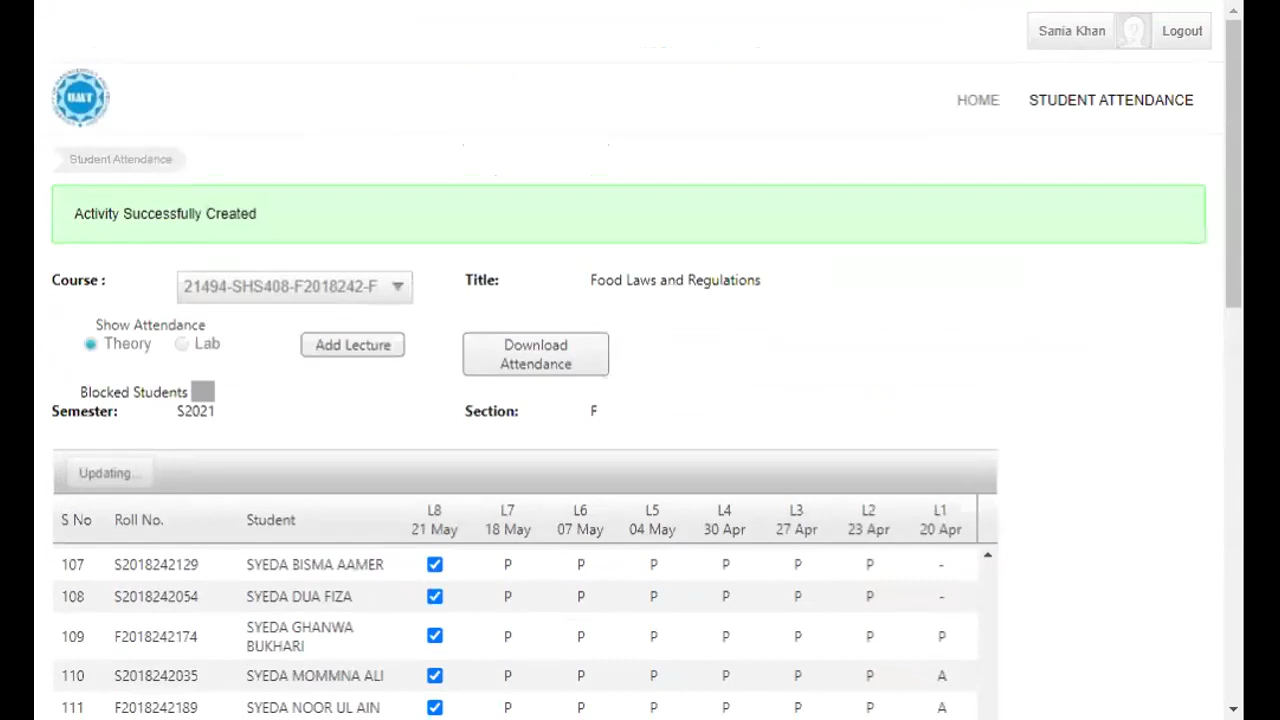 Sania Khan Logout
UMT
HOME STUDENT ATTENDANCE
Student Attendance
Activity Successfully Created
Course : 21494-SHS408-F2018242-F Title: Food Laws and Regulations
Show Attendance
Theory Lab Add Lecture Download Attendance
Blocked Students
Semester: S2021 Section: F
Updating...
S No Roll No. Student L8 21 May L7 18 May L6 07 May L5 04 May L4 30 Apr L3 27 Apr L2 23 Apr L1 20 Apr
107 S2018242129 SYEDA BISMA AAMER P P P P P P -
108 S2018242054 SYEDA DUA FIZA P P P P P P -
109 F2018242174 SYEDA GHANWA BUKHARI P P P P P P P
110 S2018242035 SYEDA MOMMNA ALI P P P P P P A
111 F2018242189 SYEDA NOOR UL AIN P P P P P P A